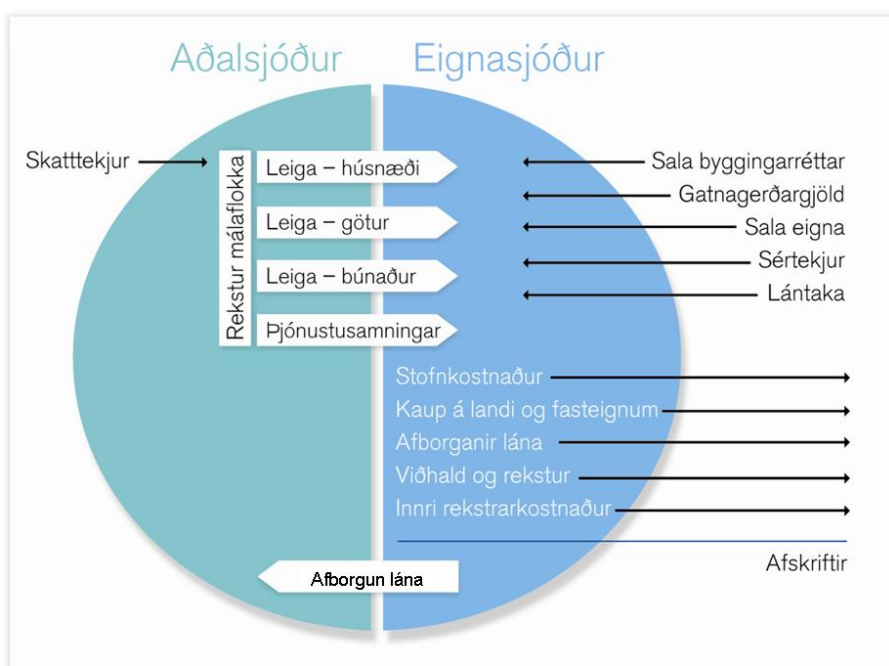 Aðalsjóður
Eignasjóður
Skatttekjur
Rekstur málaflokka
Leiga – húsnæði
Leiga – götur
Leiga – búnaður
Þjónustusamningar
Sala byggingarréttar
Gatnagerðargjöld
Sala eigna
Sértekjur
Lántaka
Stofnkostnaður
Kaup á landi og fasteignum
Afborganir lána
Viðhald og rekstur
Innri rekstrarkostnaður
Afskriftir
Afborgun lána